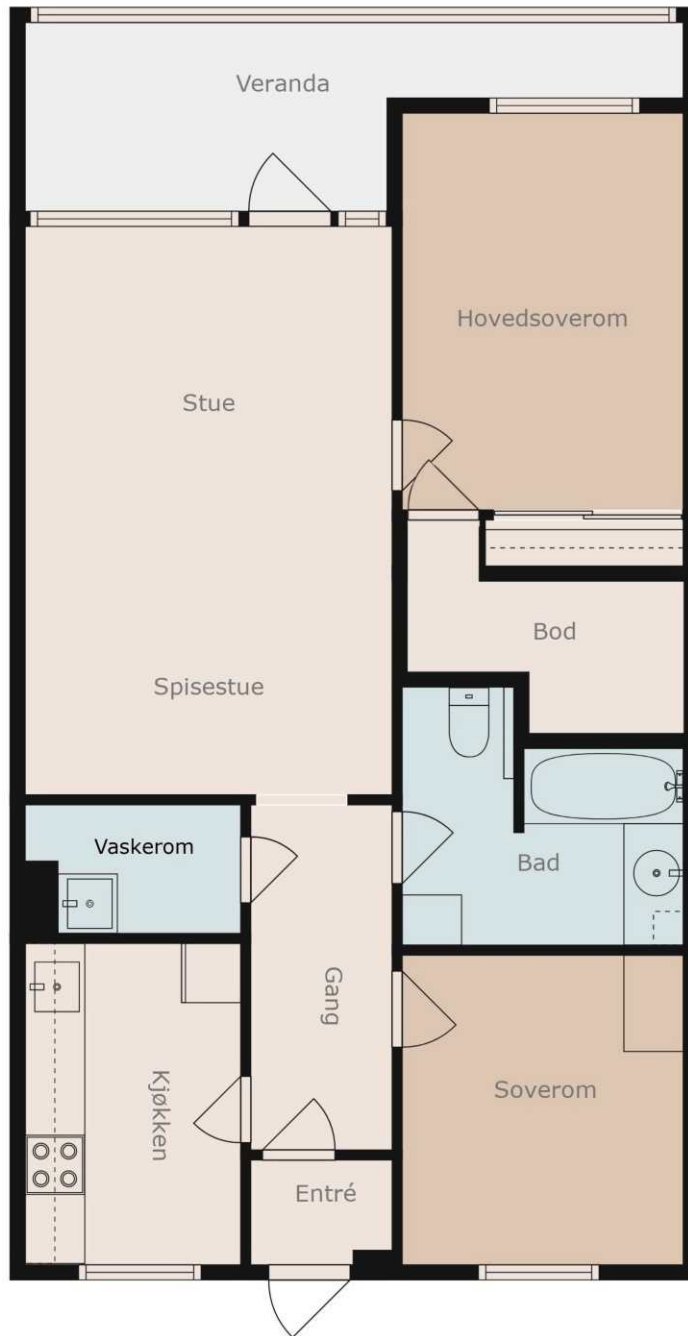 Veranda
Hovedsoverom
Stue
Bod
Spisestue
Vaskerom
Bad
Gang
Kjøkken
Soverom
Entré